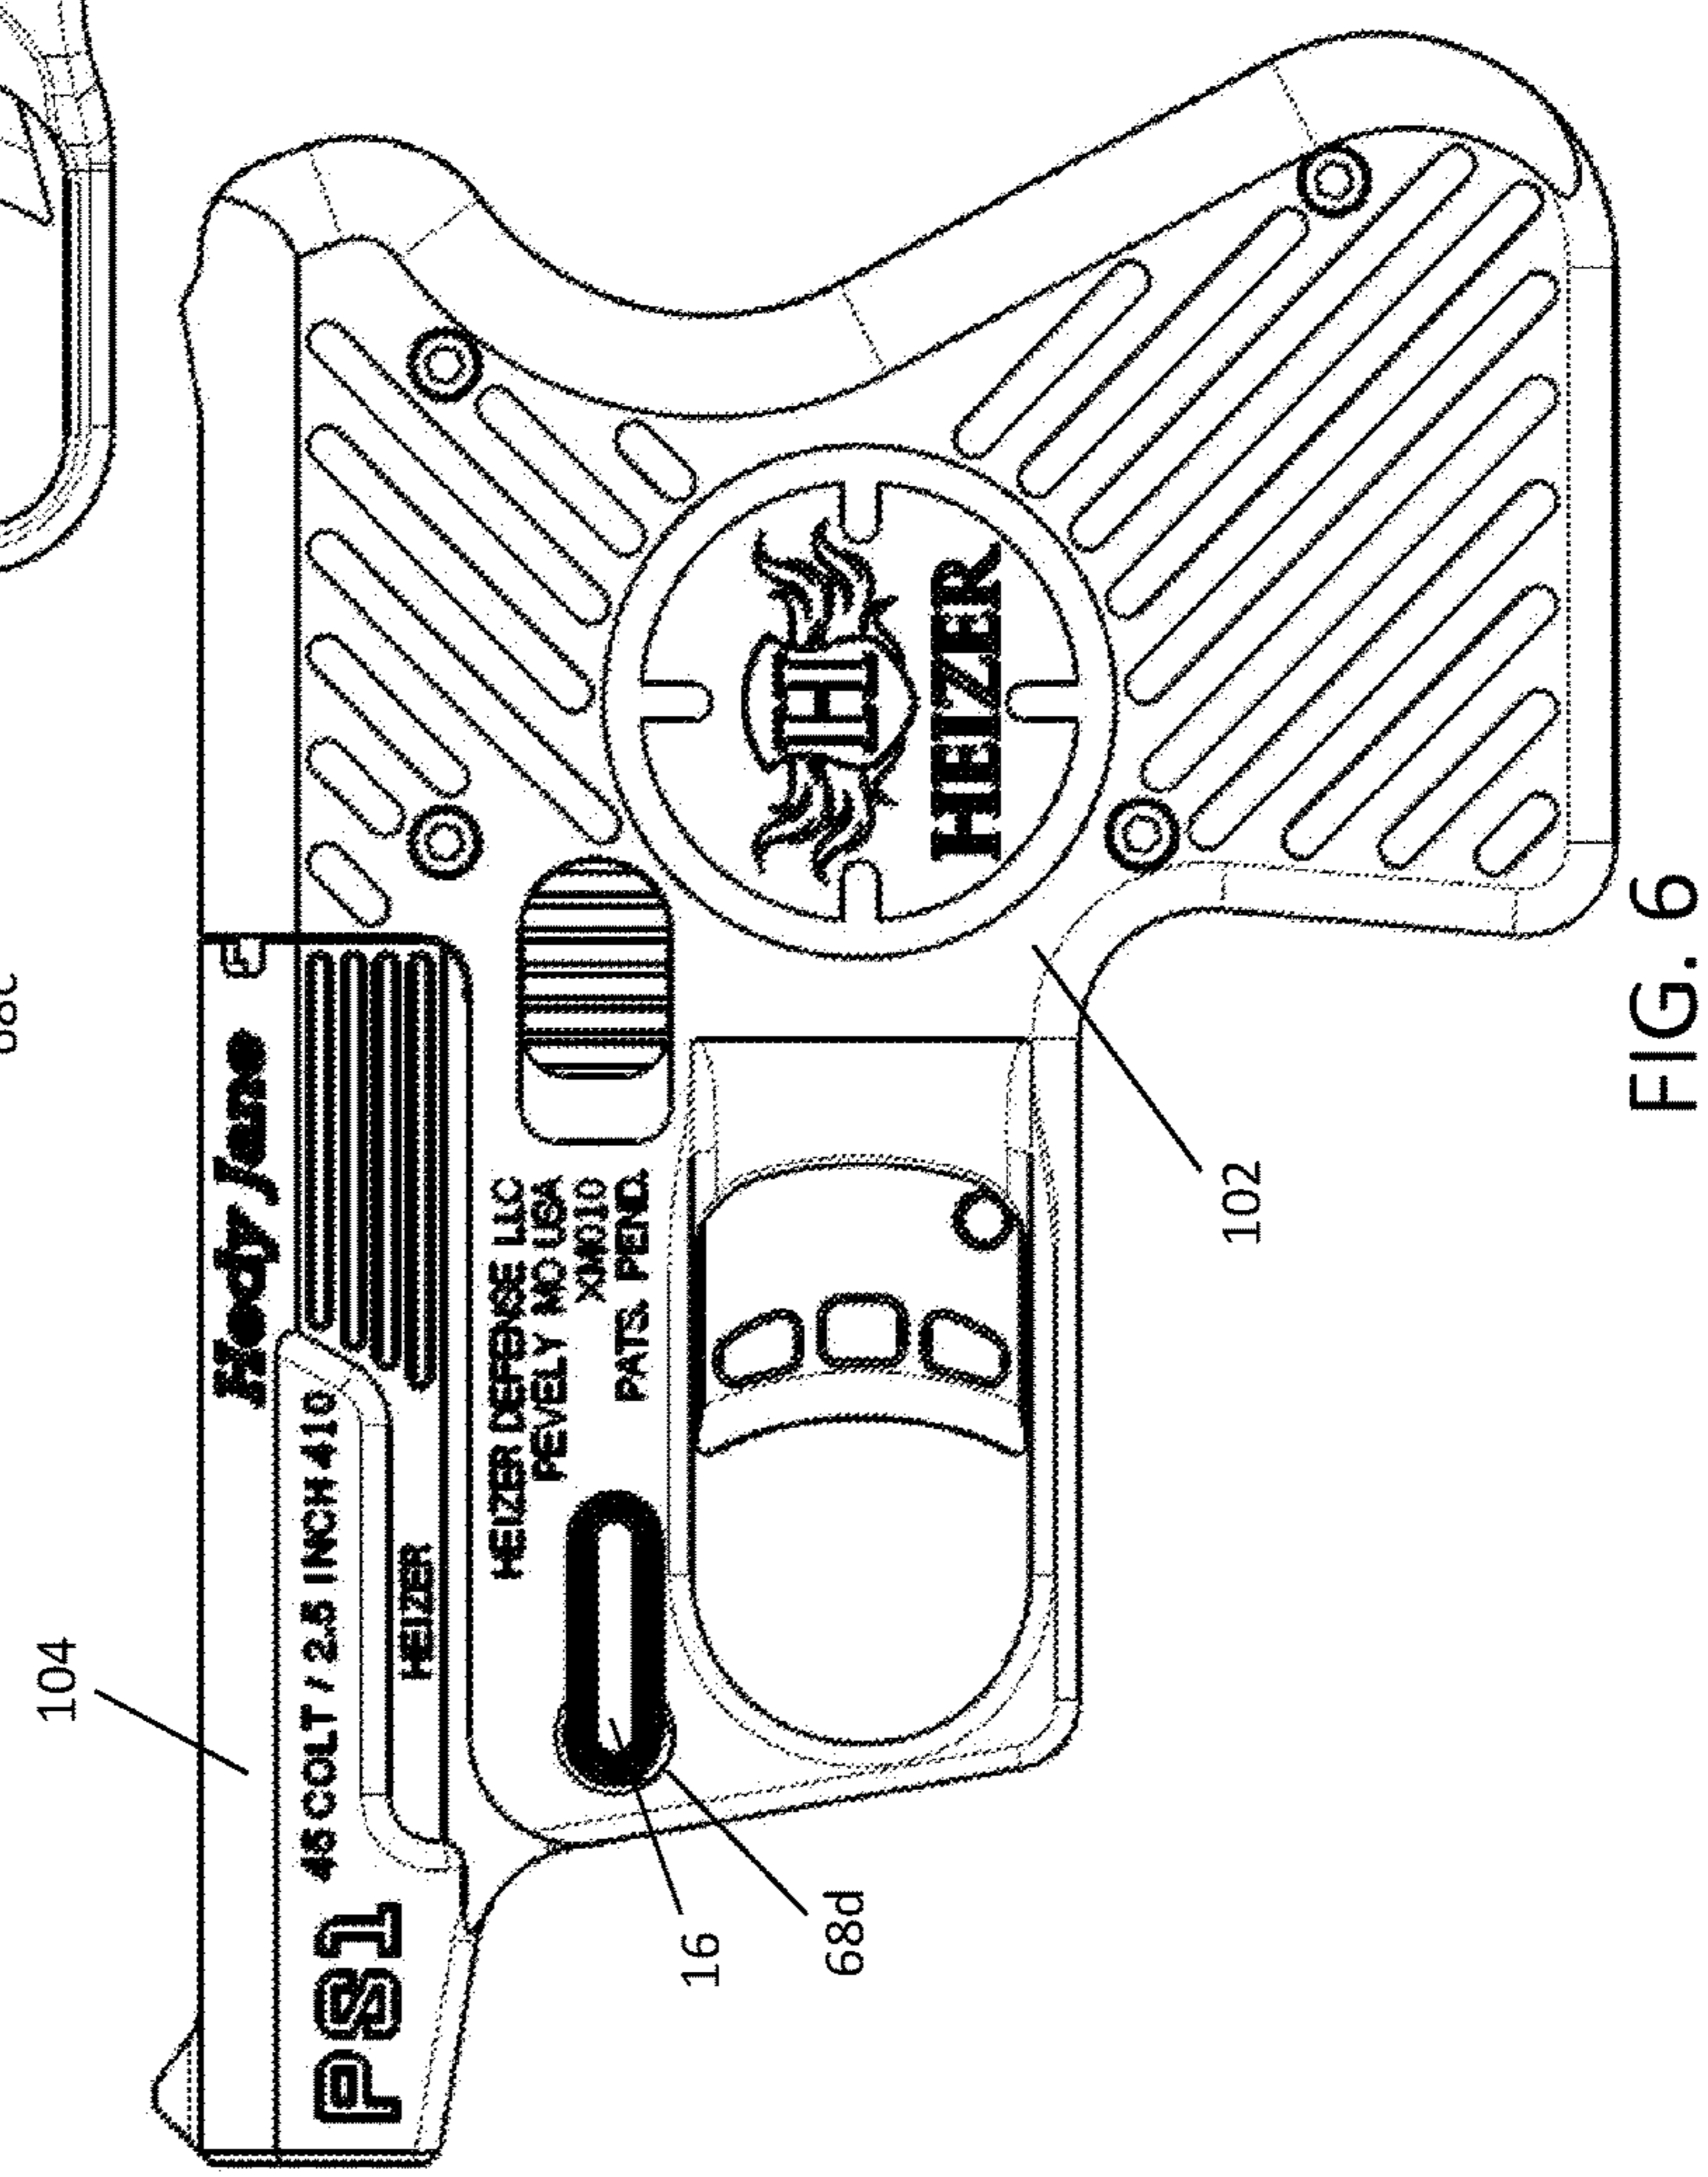 68c
104
Hedy Jane
PS1
45 COLT / 2.5 INCH 410
HEIZER
HEIZER DEFENSE LLC
PEVELY MO USA
XM010
PATS. PEND.
H
HEIZER
16
68d
102
FIG. 6